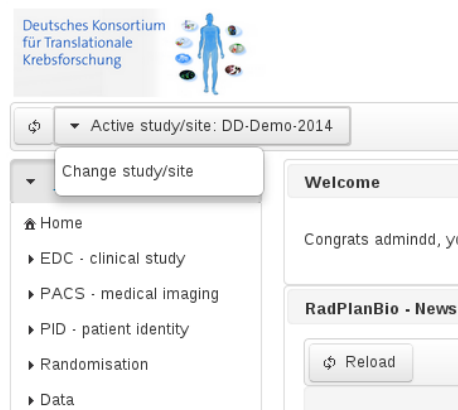 Deutsches Konsortium
für Translationale
Krebsforschung
Active study/site: DD-Demo-2014
Change study/site
Home
EDC - clinical study
PACS - medical imaging
PID - patient identity
Randomisation
Data
Welcome
Congrats admindd,
RadPlanBio - News
Reload